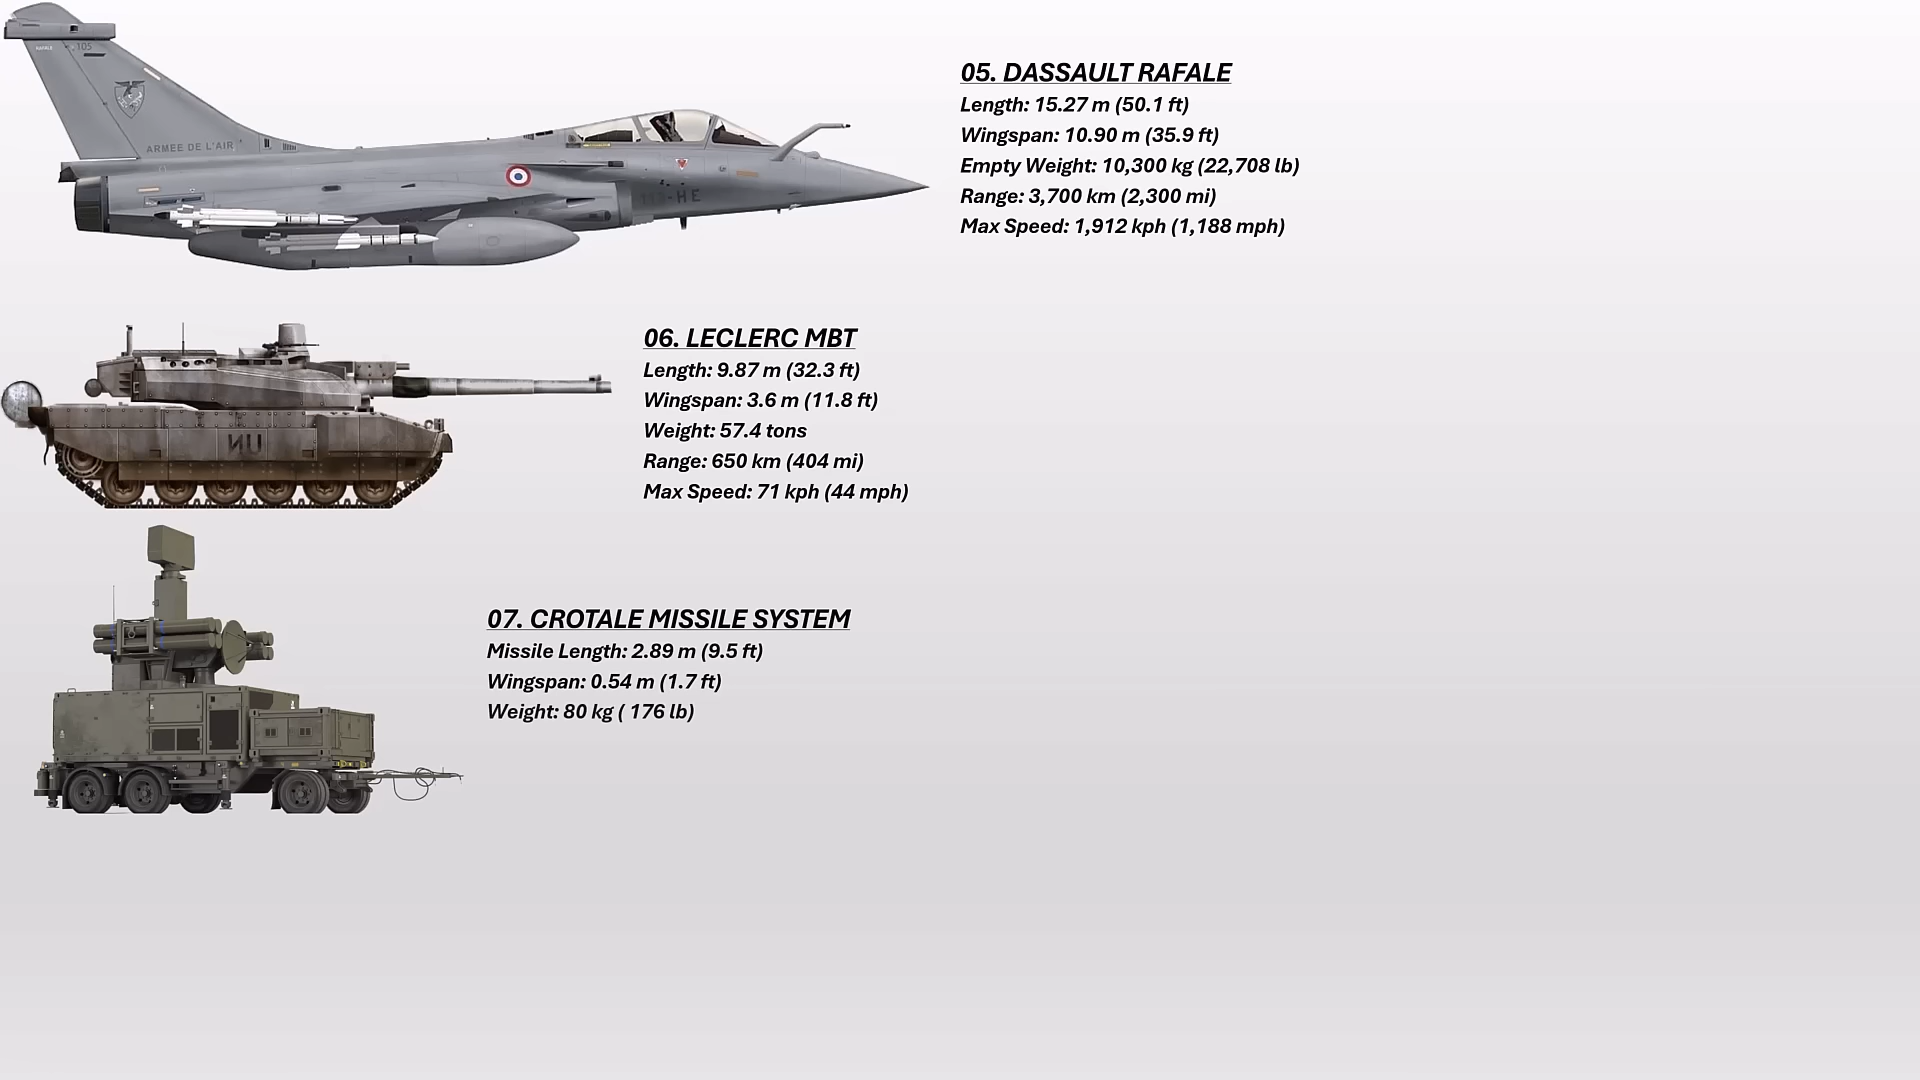 RAFALE
105
ARMEE DE L'AIR
-HE
05. DASSAULT RAFALE
Length: 15.27 m (50.1 ft)
Wingspan: 10.90 m (35.9 ft)
Empty Weight: 10,300 kg (22,708 lb)
Range: 3,700 km (2,300 mi)
Max Speed: 1,912 kph (1,188 mph)
06. LECLERC MBT
Length: 9.87 m (32.3 ft)
Wingspan: 3.6 m (11.8 ft)
Weight: 57.4 tons
Range: 650 km (404 mi)
Max Speed: 71 kph (44 mph)
UN
07. CROTALE MISSILE SYSTEM
Missile Length: 2.89 m (9.5 ft)
Wingspan: 0.54 m (1.7 ft)
Weight: 80 kg ( 176 lb)